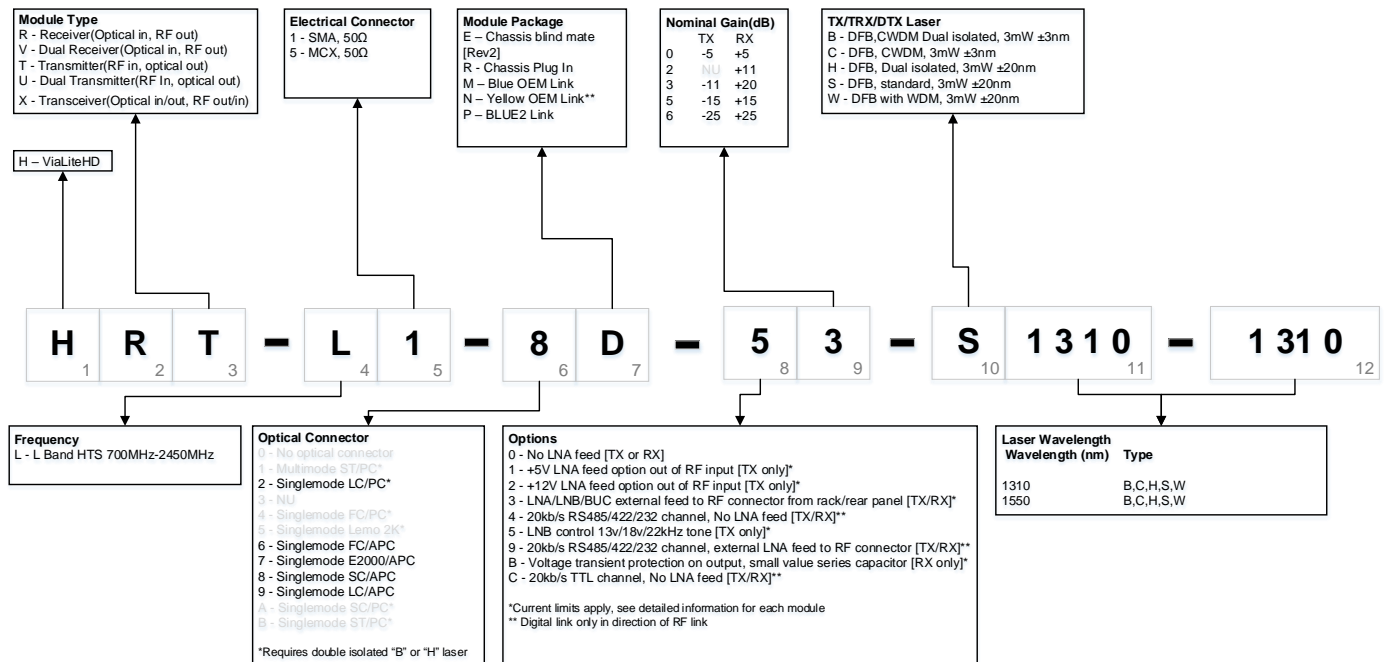 Module Type
R - Receiver(Optical in, RF out)
V - Dual Receiver(Optical in, RF out)
T - Transmitter(RF in, optical out)
U - Dual Transmitter(RF In, optical out)
X - Transceiver(Optical in/out, RF out/in)
Electrical Connector
1 - SMA, 50Ω
5 - MCX, 50Ω
Module Package
E – Chassis blind mate
[Rev2]
R - Chassis Plug In
M – Blue OEM Link
N – Yellow OEM Link**
P – BLUE2 Link
Nominal Gain(dB)
TX RX
0 -5 +5
2 NU +11
3 -11 +20
5 -15 +15
6 -25 +25
TX/TRX/DTX Laser
B - DFB,CWDM Dual isolated, 3mW ±3nm
C - DFB, CWDM, 3mW ±3nm
H - DFB, Dual isolated, 3mW ±20nm
S - DFB, standard, 3mW ±20nm
W - DFB with WDM, 3mW ±20nm
H – ViaLiteHD
H R T - L 1 - 8 D - 5 3 - S 1310 - 1310
1 2 3 4 5 6 7 8 9 10 11 12
Frequency
L - L Band HTS 700MHz-2450MHz
Optical Connector
0 - No optical connector
1 - Multimode ST/PC*
2 - Singlemode LC/PC*
3 - NU
4 - Singlemode FC/PC*
5 - Singlemode Lemo 2K*
6 - Singlemode FC/APC
7 - Singlemode E2000/APC
8 - Singlemode SC/APC
9 - Singlemode LC/APC
A - Singlemode SC/PC*
B - Singlemode ST/PC*
*Requires double isolated “B” or “H” laser
Options
0 - No LNA feed [TX or RX]
1 - +5V LNA feed option out of RF input [TX only]*
2 - +12V LNA feed option out of RF input [TX only]*
3 - LNA/LNB/BUC external feed to RF connector from rack/rear panel [TX/RX]*
4 - 20kb/s RS485/422/232 channel, No LNA feed [TX/RX]**
5 - LNB control 13v/18v/22kHz tone [TX only]*
9 - 20kb/s RS485/422/232 channel, external LNA feed to RF connector [TX/RX]**
B - Voltage transient protection on output, small value series capacitor [RX only]*
C - 20kb/s TTL channel, No LNA feed [TX/RX]**
*Current limits apply, see detailed information for each module
** Digital link only in direction of RF link
Laser Wavelength
Wavelength (nm) Type
1310 B,C,H,S,W
1550 B,C,H,S,W